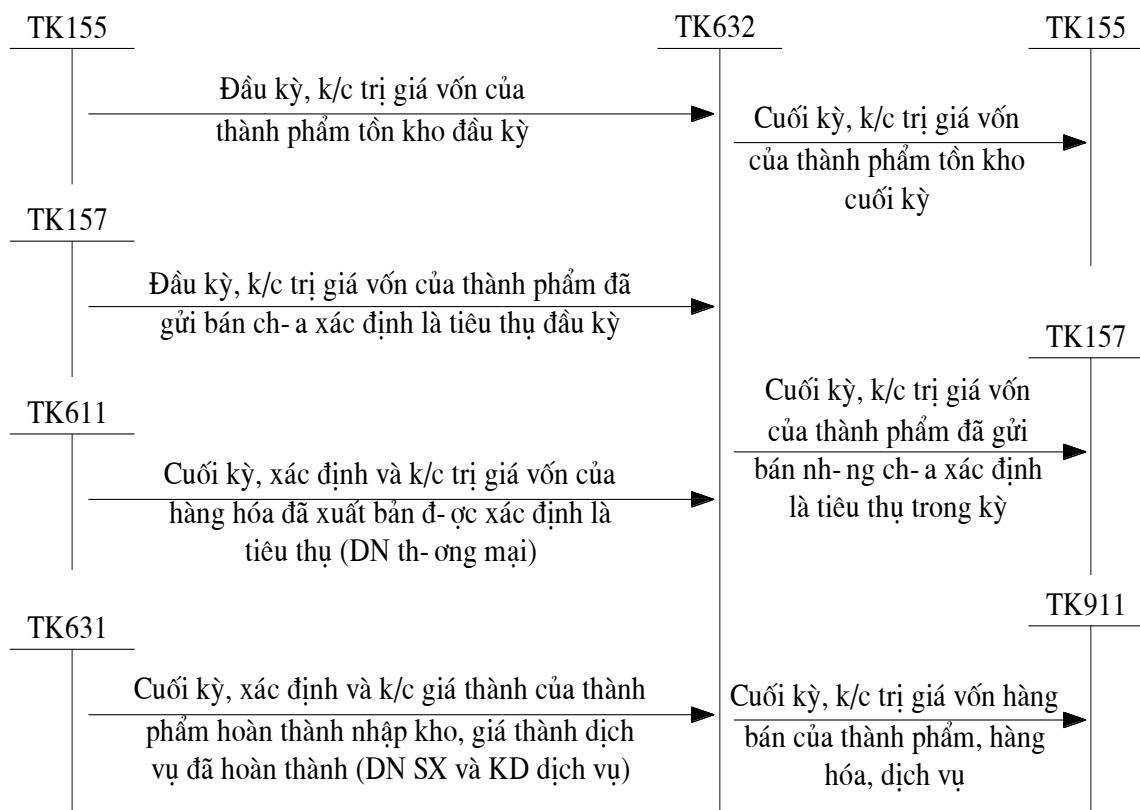 TK155
TK632
TK155
Đầu kỳ, k/c trị giá vốn của
thành phẩm tồn kho đầu kỳ
Cuối kỳ, k/c trị giá vốn
của thành phẩm tồn kho
cuối kỳ
TK157
Đầu kỳ, k/c trị giá vốn của thành phẩm đã
gửi bán ch- a xác định là tiêu thụ đầu kỳ
TK157
TK611
Cuối kỳ, k/c trị giá vốn
của thành phẩm đã gửi
bán nh- ng ch- a xác định
là tiêu thụ trong kỳ
Cuối kỳ, xác định và k/c trị giá vốn của
hàng hóa đã xuất bản đ- ợc xác định là
tiêu thụ (DN th- ơng mại)
TK911
TK631
Cuối kỳ, xác định và k/c giá thành của thành
phẩm hoàn thành nhập kho, giá thành dịch
vụ đã hoàn thành (DN SX và KD dịch vụ)
Cuối kỳ, k/c trị giá vốn hàng
bán của thành phẩm, hàng
hóa, dịch vụ